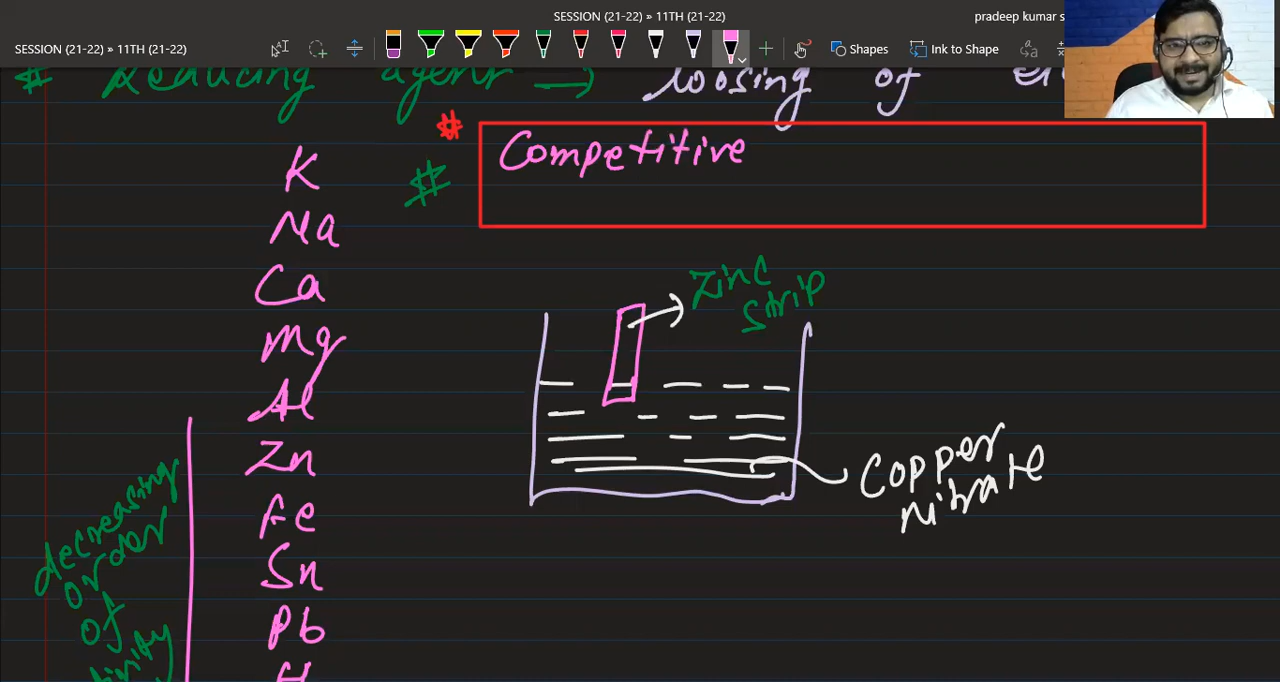 SESSION (21-22) » 11TH (21-22)
pradeep kumar s
SESSION (21-22) » 11TH (21-22)
Shapes
Ink to Shape
# Reducing agent → loosing of
#
# Competitive
K
Na
Ca
Mg
Al
Zn
Fe
Sn
Pb
H
Zinc
strip
Copper
nitrate
decreasing
order
of